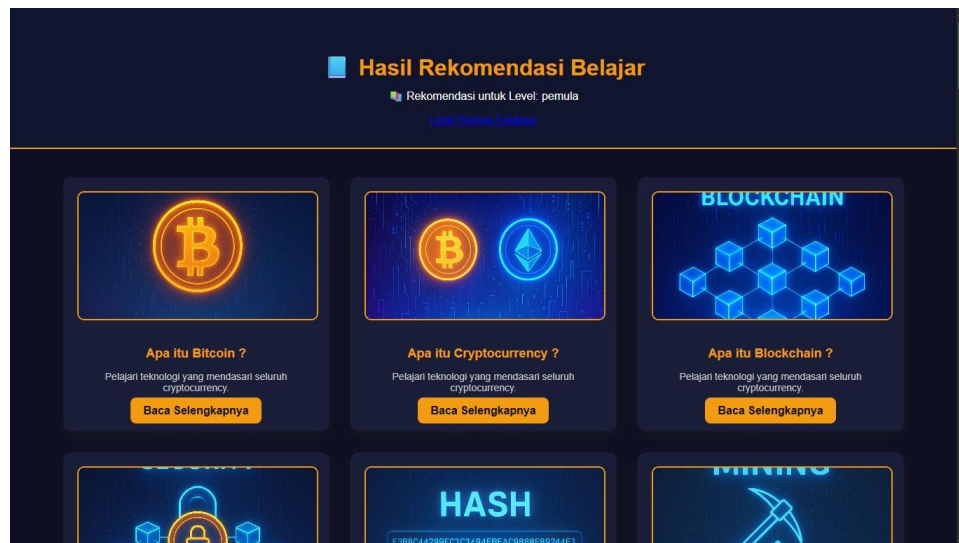 Hasil Rekomendasi Belajar
Rekomendasi untuk Level: pemula
Lihat Semua Edukasi
BLOCKCHAIN
Apa itu Bitcoin ?
Apa itu Cryptocurrency ?
Apa itu Blockchain ?
Pelajari teknologi yang mendasari seluruh
cryptocurrency.
Pelajari teknologi yang mendasari seluruh
cryptocurrency.
Pelajari teknologi yang mendasari seluruh
cryptocurrency.
Baca Selengkapnya
Baca Selengkapnya
Baca Selengkapnya
SECURITY
HASH
MINING